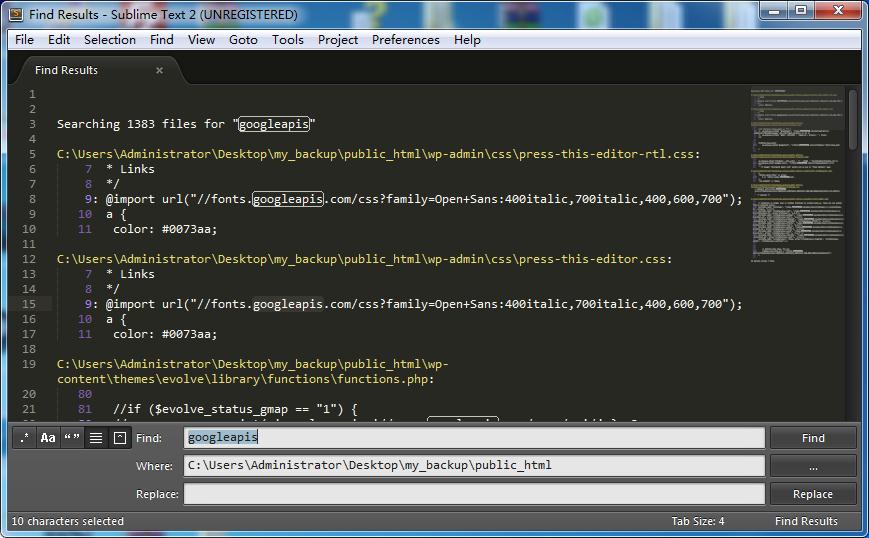 Find Results - Sublime Text 2 (UNREGISTERED)
File Edit Selection Find View Goto Tools Project Preferences Help
Find Results ×
1
2
3 Searching 1383 files for "googleapis"
4
5 C:\Users\Administrator\Desktop\my_backup\public_html\wp-admin\css\press-this-editor-rtl.css:
6 7 * Links
7 8 */
8 9: @import url("//fonts.googleapis.com/css?family=Open+Sans:400italic,700italic,400,600,700");
9 10 a {
10 11 color: #0073aa;
11
12 C:\Users\Administrator\Desktop\my_backup\public_html\wp-admin\css\press-this-editor.css:
13 7 * Links
14 8 */
15 9: @import url("//fonts.googleapis.com/css?family=Open+Sans:400italic,700italic,400,600,700");
16 10 a {
17 11 color: #0073aa;
18
19 C:\Users\Administrator\Desktop\my_backup\public_html\wp-
content\themes\evolve\library\functions\functions.php:
20 80
21 81 //if ($evolve_status_gmap == "1") {
.* Aa “” Find: googleapis Find
Where: C:\Users\Administrator\Desktop\my_backup\public_html ...
Replace: Replace
10 characters selected Tab Size: 4 Find Results